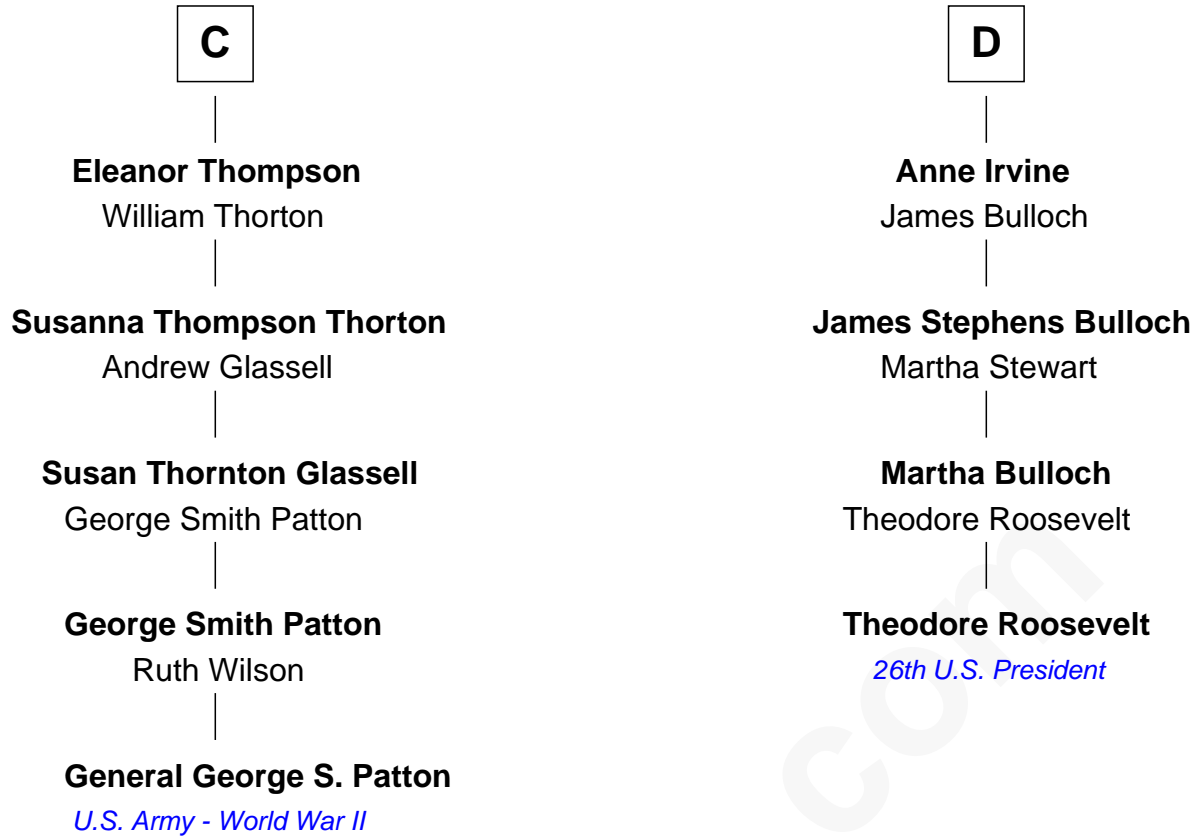 C
Eleanor Thompson
William Thorton
Susanna Thompson Thorton
Andrew Glassell
Susan Thornton Glassell
George Smith Patton
George Smith Patton
Ruth Wilson
General George S. Patton
U.S. Army - World War II
D
Anne Irvine
James Bulloch
James Stephens Bulloch
Martha Stewart
Martha Bulloch
Theodore Roosevelt
Theodore Roosevelt
26th U.S. President
com